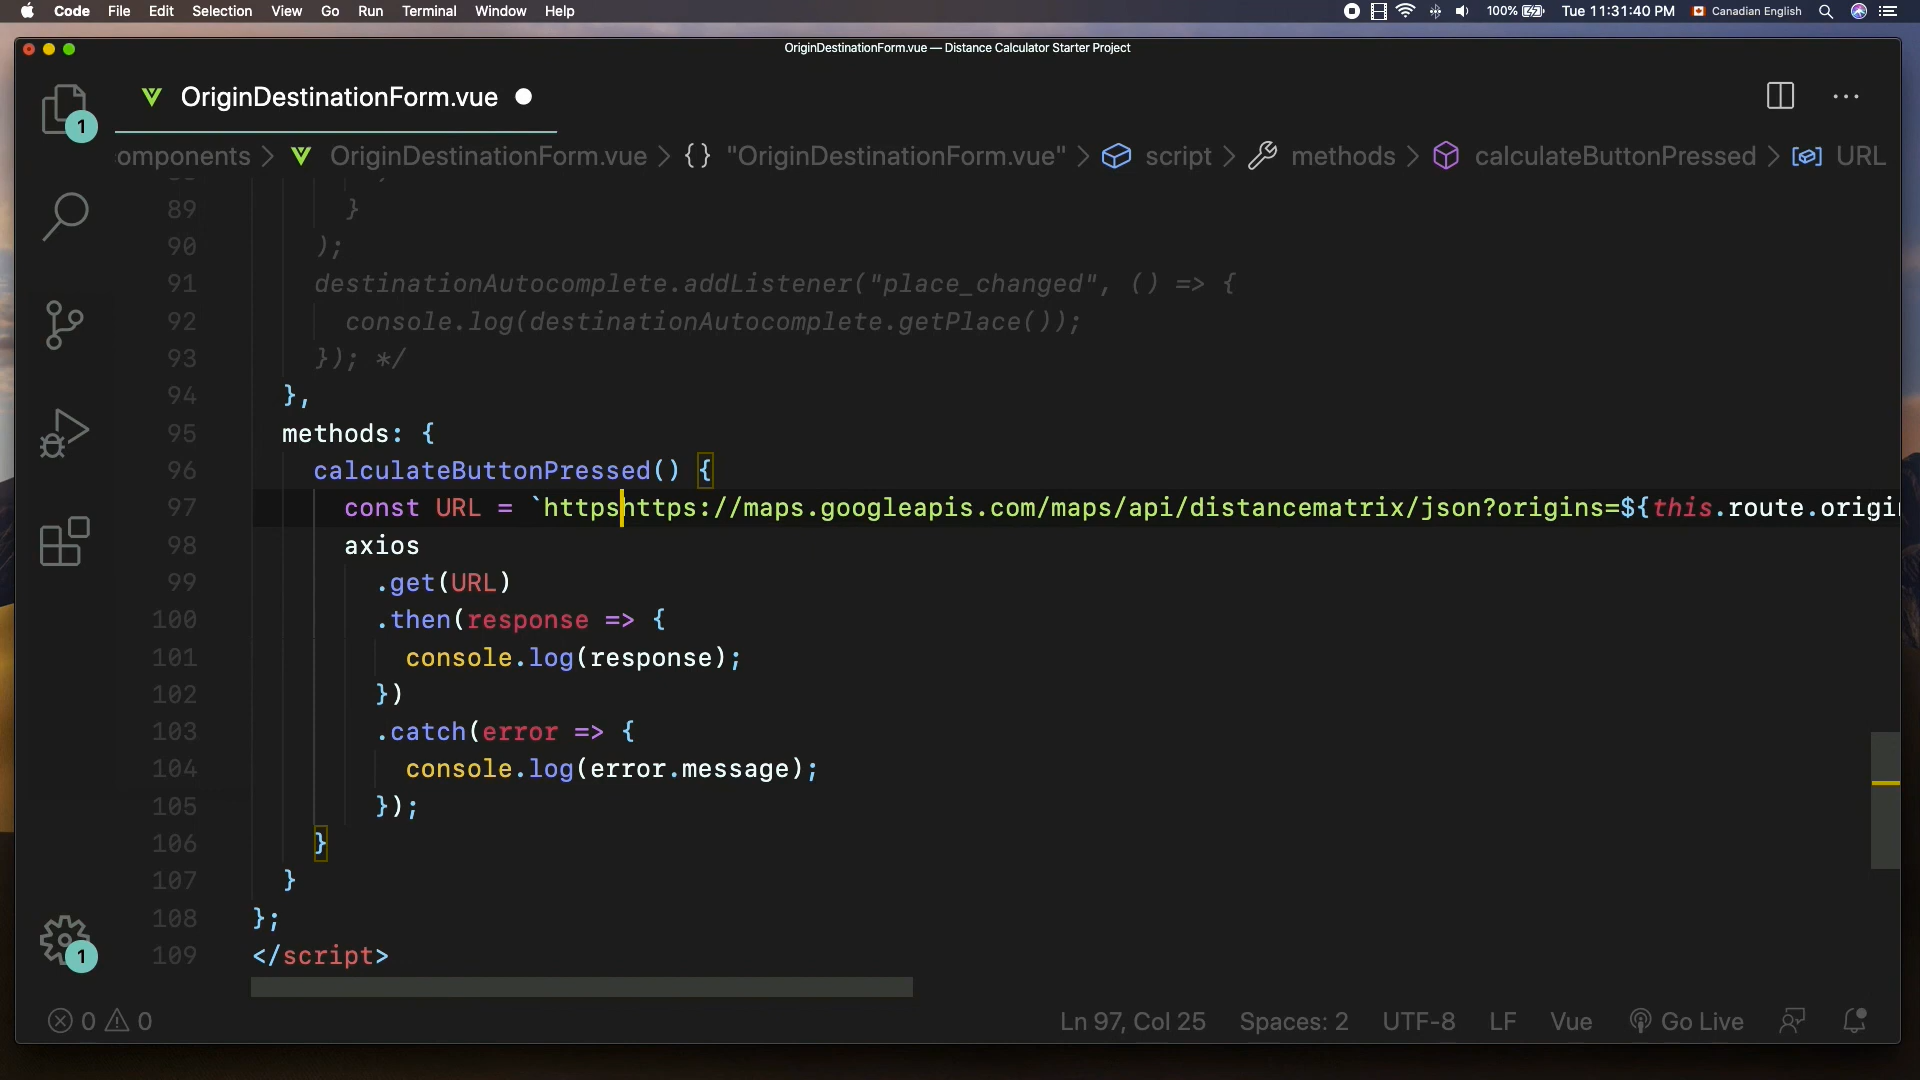 Code File Edit Selection View Go Run Terminal Window Help 100% Tue 11:31:40 PM Canadian English
OriginDestinationForm.vue — Distance Calculator Starter Project
1
OriginDestinationForm.vue
omponents > OriginDestinationForm.vue > {} "OriginDestinationForm.vue" > script > methods > calculateButtonPressed > URL
89 }
90 );
91 destinationAutocomplete.addListener("place_changed", () => {
92 console.log(destinationAutocomplete.getPlace());
93 }); */
94 },
95 methods: {
96 calculateButtonPressed() {
97 const URL = `httpshttps://maps.googleapis.com/maps/api/distancematrix/json?origins=${this.route.origi
98 axios
99 .get(URL)
100 .then(response => {
101 console.log(response);
102 })
103 .catch(error => {
104 console.log(error.message);
105 });
106 }
107 }
108 };
109 </script>
1
0 0 Ln 97, Col 25 Spaces: 2 UTF-8 LF Vue Go Live